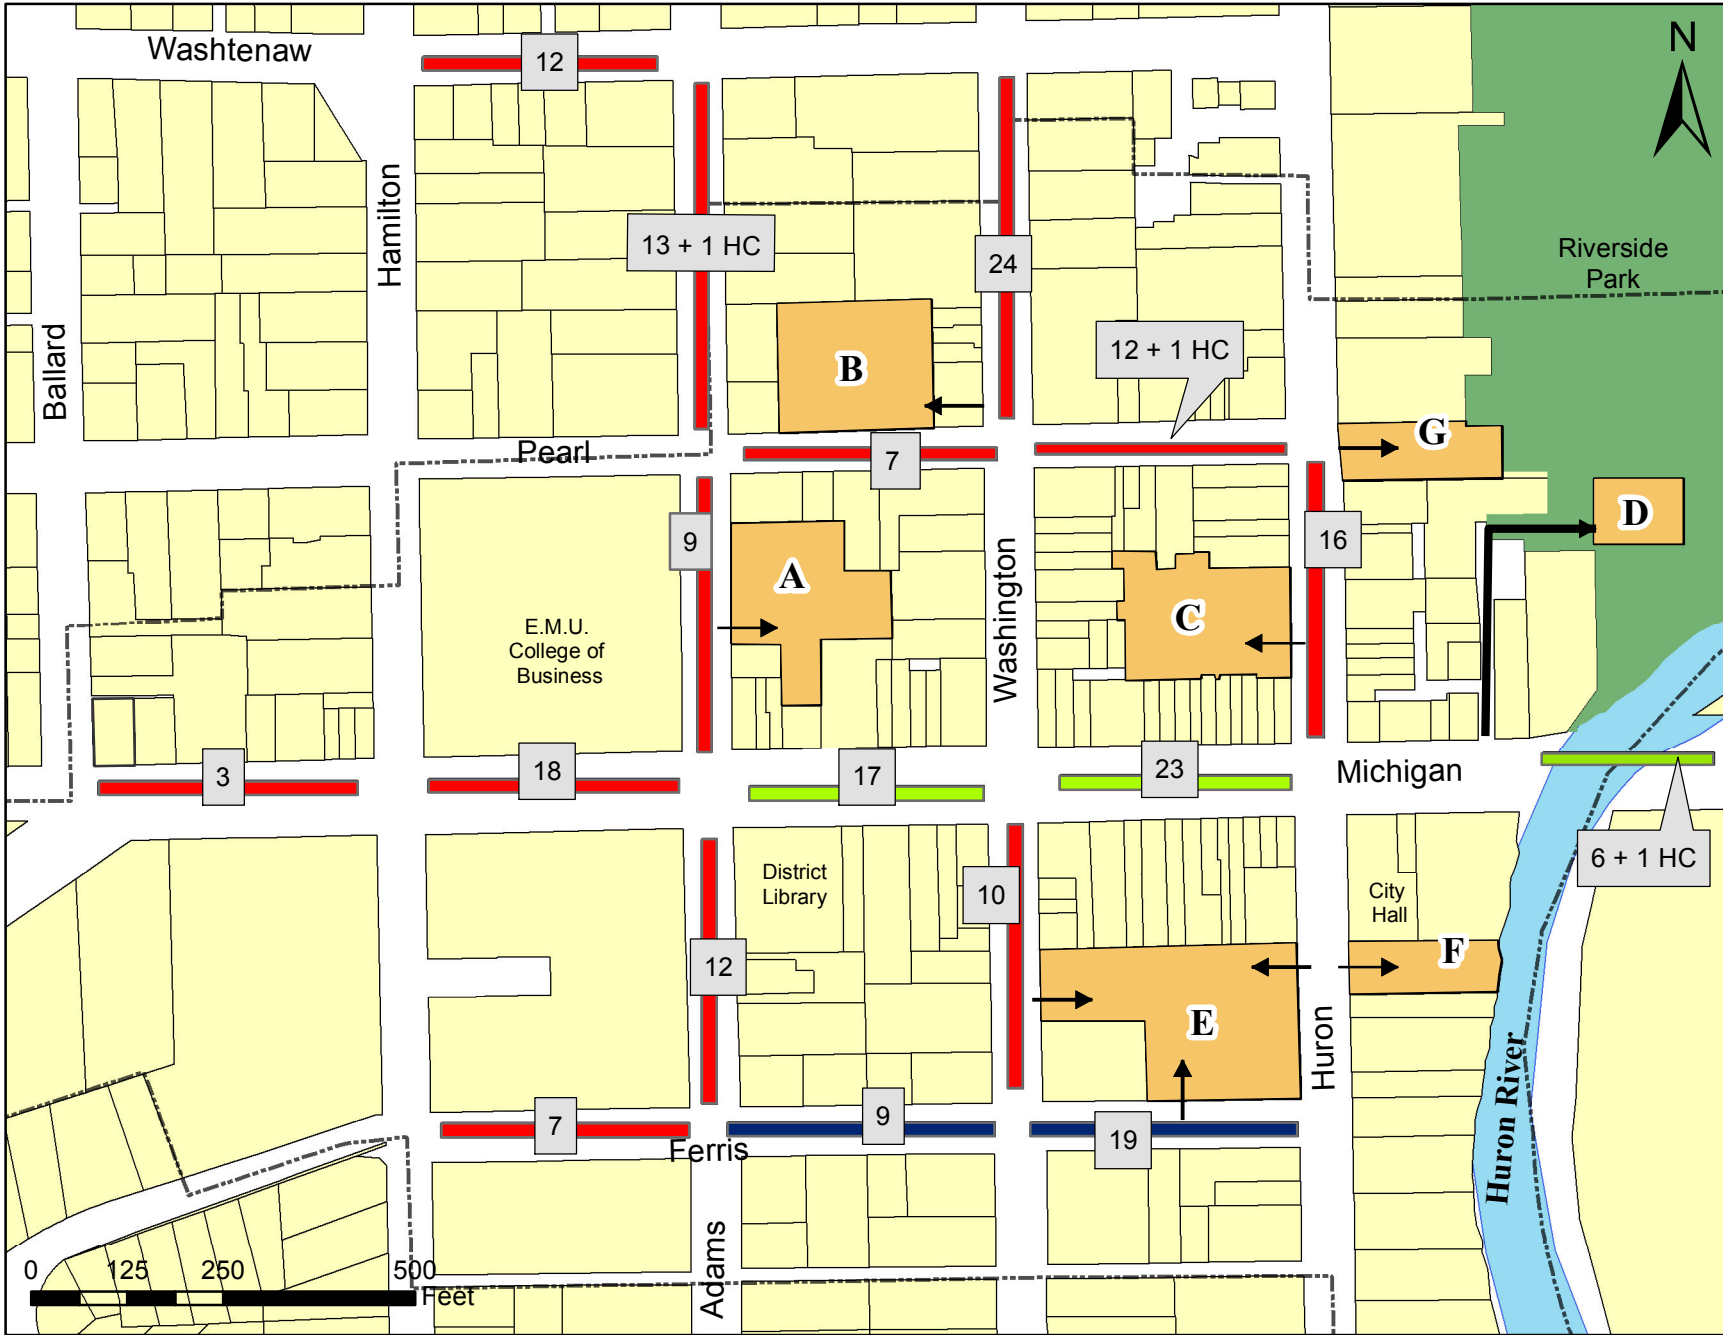 Washtenaw
12
N
Hamilton
13 + 1 HC
24
Riverside
Park
Ballard
12 + 1 HC
B
G
Pearl
7
9
16
D
A
Washington
C
E.M.U.
College of
Business
3
18
17
23
Michigan
6 + 1 HC
District
Library
10
City
Hall
12
F
E
Huron
Huron River
7
9
19
Ferris
Adams
0 125 250 500
Feet